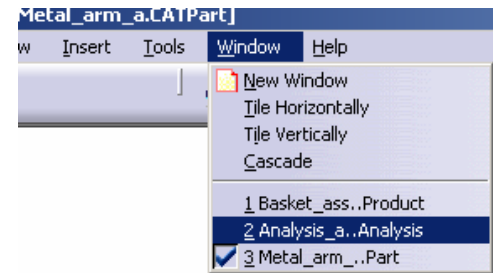 Metal_arm_a.CATPart]
w Insert Tools Window Help
New Window
Tile Horizontally
Tile Vertically
Cascade
1 Basket_ass..Product
2 Analysis_a..Analysis
3 Metal_arm_..Part